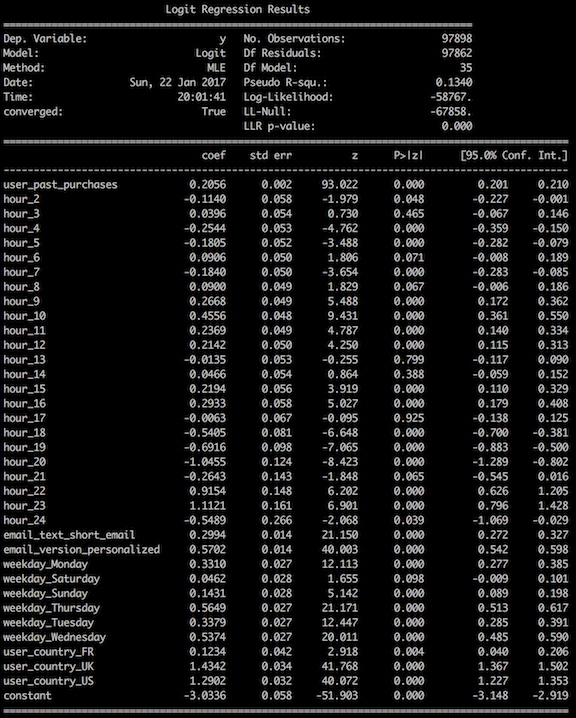 Logit Regression Results
Dep. Variable: y No. Observations: 97898
Model: Logit Df Residuals: 97862
Method: MLE Df Model: 35
Date: Sun, 22 Jan 2017 Pseudo R-squ.: 0.1340
Time: 20:01:41 Log-Likelihood: -58767.
converged: True LL-Null: -67858.
LLR p-value: 0.000
coef std err z P>|z| [95.0% Conf. Int.]
user_past_purchases 0.2056 0.002 93.022 0.000 0.201 0.210
hour_2 -0.1140 0.058 -1.979 0.048 -0.227 -0.001
hour_3 0.0396 0.054 0.730 0.465 -0.067 0.146
hour_4 -0.2543 0.053 -4.762 0.000 -0.359 -0.150
hour_5 -0.1805 0.052 -3.488 0.000 -0.282 -0.079
hour_6 0.0906 0.050 1.806 0.071 -0.008 0.189
hour_7 -0.1840 0.050 -3.654 0.000 -0.283 -0.085
hour_8 0.0900 0.049 1.829 0.067 -0.006 0.186
hour_9 0.2668 0.049 5.488 0.000 0.172 0.362
hour_10 0.4556 0.048 9.431 0.000 0.361 0.550
hour_11 0.2369 0.049 4.787 0.000 0.140 0.334
hour_12 0.2142 0.050 4.250 0.000 0.115 0.313
hour_13 -0.0135 0.053 -0.255 0.799 -0.117 0.090
hour_14 0.0466 0.054 0.864 0.388 -0.059 0.152
hour_15 0.2194 0.056 3.919 0.000 0.110 0.329
hour_16 0.2933 0.058 5.027 0.000 0.179 0.408
hour_17 -0.0063 0.067 -0.095 0.925 -0.138 0.125
hour_18 -0.5405 0.081 -6.648 0.000 -0.700 -0.381
hour_19 -0.6916 0.098 -7.065 0.000 -0.883 -0.500
hour_20 -1.0455 0.124 -8.423 0.000 -1.289 -0.802
hour_21 -0.2643 0.143 -1.848 0.065 -0.545 0.016
hour_22 0.9154 0.148 6.202 0.000 0.626 1.205
hour_23 1.1121 0.161 6.901 0.000 0.796 1.428
hour_24 -0.5489 0.266 -2.068 0.039 -1.069 -0.029
email_text_short_email 0.2994 0.014 21.150 0.000 0.272 0.327
email_version_personalized 0.5702 0.014 40.003 0.000 0.542 0.598
weekday_Monday 0.3310 0.027 12.113 0.000 0.277 0.385
weekday_Saturday 0.0462 0.028 1.655 0.098 -0.009 0.101
weekday_Sunday 0.1431 0.028 5.142 0.000 0.089 0.198
weekday_Thursday 0.5649 0.027 21.171 0.000 0.513 0.617
weekday_Tuesday 0.3379 0.027 12.447 0.000 0.285 0.391
weekday_Wednesday 0.5374 0.027 20.011 0.000 0.485 0.590
user_country_FR 0.1234 0.042 2.918 0.004 0.040 0.206
user_country_UK 1.4342 0.034 41.768 0.000 1.367 1.502
user_country_US 1.2902 0.032 40.072 0.000 1.227 1.353
constant -3.0336 0.058 -51.903 0.000 -3.148 -2.919